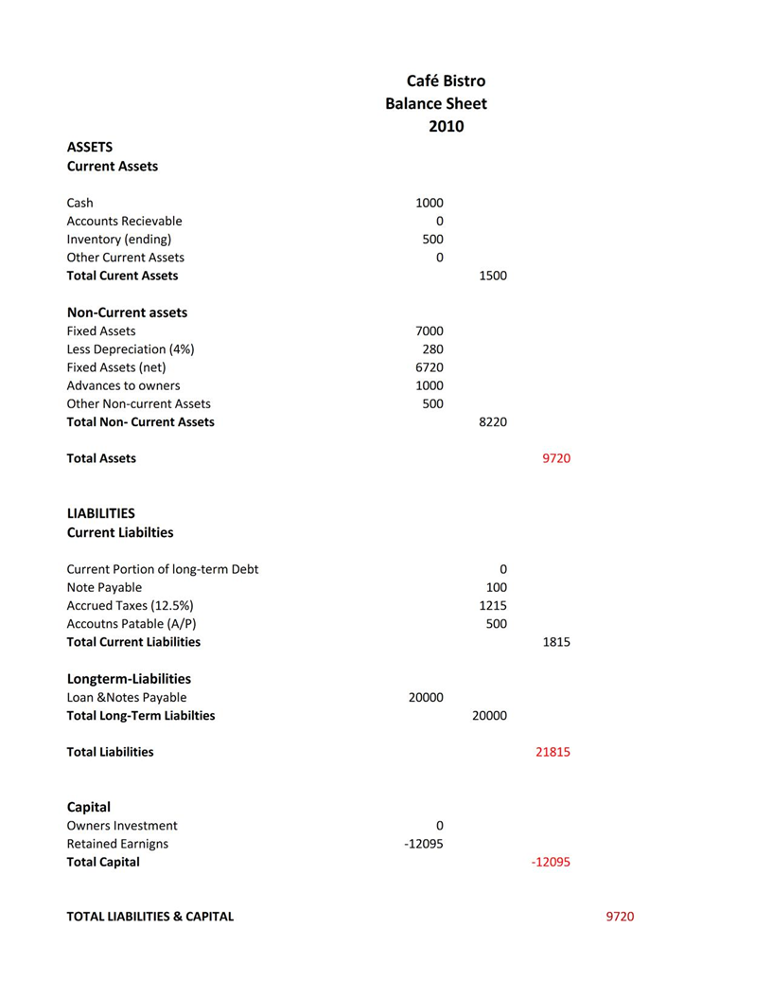 Café Bistro
Balance Sheet
2010
ASSETS
Current Assets
Cash 1000
Accounts Recievable 0
Inventory (ending) 500
Other Current Assets 0
Total Curent Assets 1500
Non-Current assets
Fixed Assets 7000
Less Depreciation (4%) 280
Fixed Assets (net) 6720
Advances to owners 1000
Other Non-current Assets 500
Total Non- Current Assets 8220
Total Assets 9720
LIABILITIES
Current Liabilties
Current Portion of long-term Debt 0
Note Payable 100
Accrued Taxes (12.5%) 1215
Accoutns Patable (A/P) 500
Total Current Liabilities 1815
Longterm-Liabilities
Loan &Notes Payable 20000
Total Long-Term Liabilties 20000
Total Liabilities 21815
Capital
Owners Investment 0
Retained Earnigns -12095
Total Capital -12095
TOTAL LIABILITIES & CAPITAL 9720